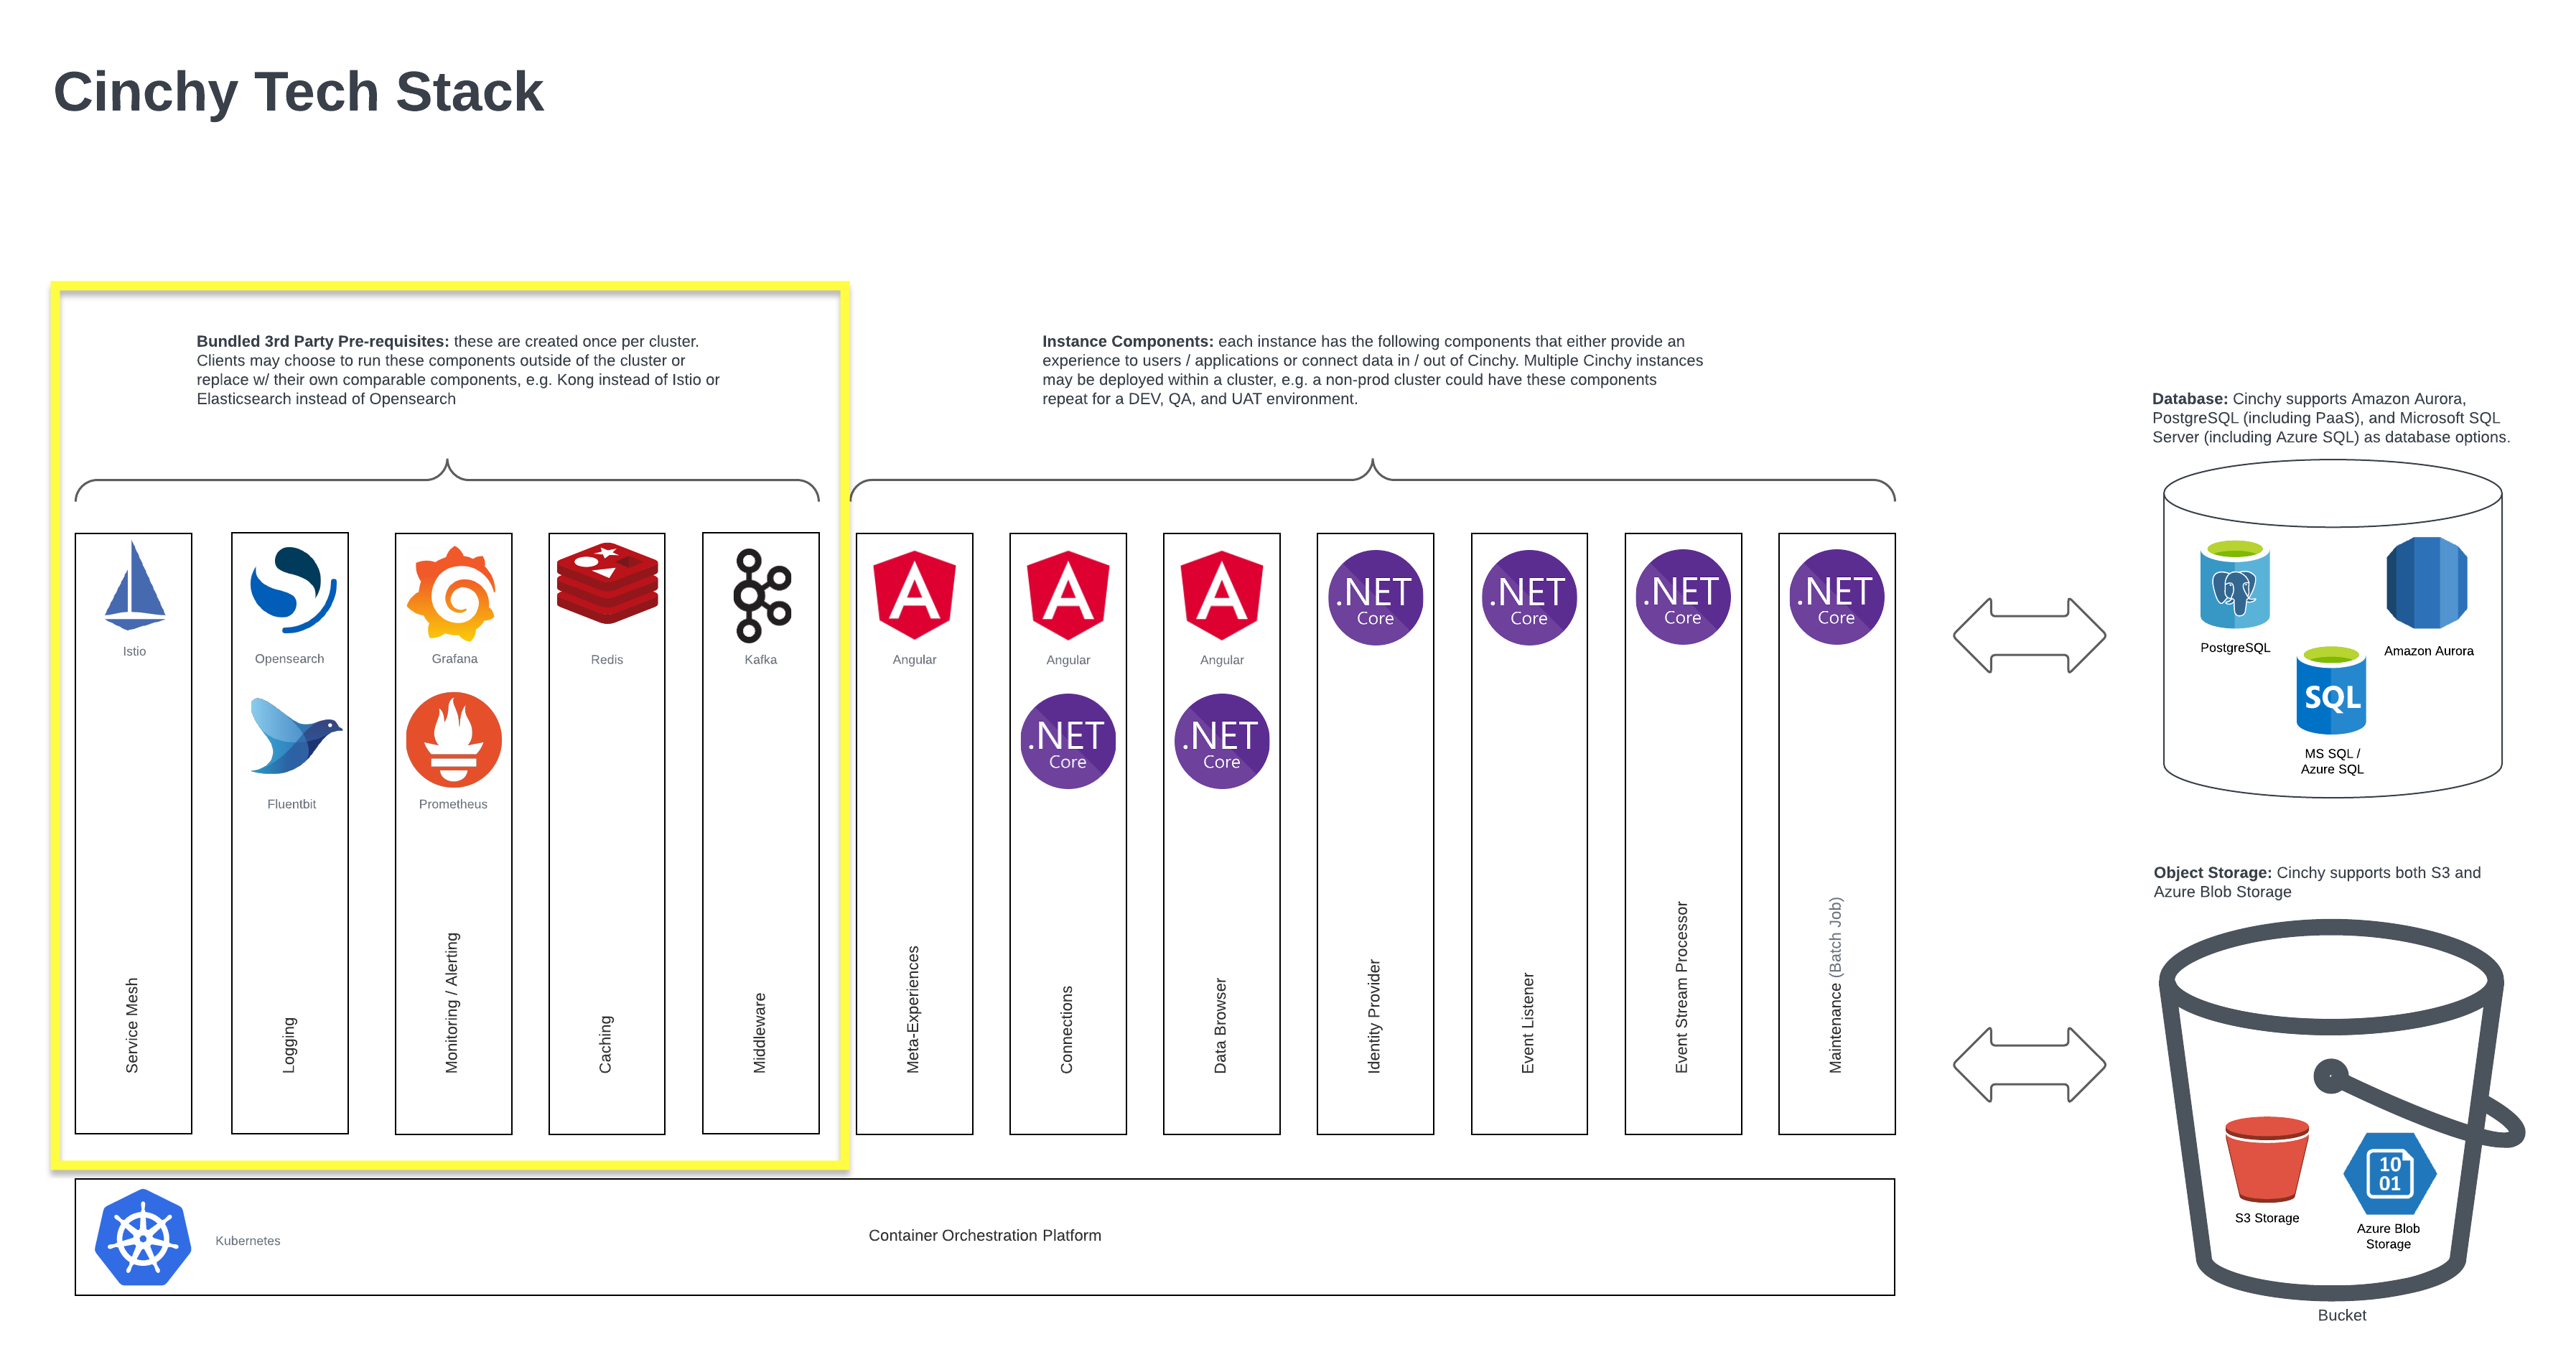 Cinchy Tech Stack
Bundled 3rd Party Pre-requisites: these are created once per cluster.
Clients may choose to run these components outside of the cluster or
replace w/ their own comparable components, e.g. Kong instead of Istio or
Elasticsearch instead of Opensearch
Instance Components: each instance has the following components that either provide an
experience to users / applications or connect data in / out of Cinchy. Multiple Cinchy instances
may be deployed within a cluster, e.g. a non-prod cluster could have these components
repeat for a DEV, QA, and UAT environment.
Database: Cinchy supports Amazon Aurora,
PostgreSQL (including PaaS), and Microsoft SQL
Server (including Azure SQL) as database options.
Istio
Service Mesh
Opensearch
Fluentbit
Logging
Grafana
Prometheus
Monitoring / Alerting
Redis
Caching
Kafka
Middleware
Angular
Meta-Experiences
Angular
.NET
Core
Connections
Angular
.NET
Core
Data Browser
.NET
Core
Identity Provider
.NET
Core
Event Listener
.NET
Core
Event Stream Processor
.NET
Core
Maintenance (Batch Job)
PostgreSQL
Amazon Aurora
SQL
MS SQL /
Azure SQL
Object Storage: Cinchy supports both S3 and
Azure Blob Storage
S3 Storage
10
01
Azure Blob
Storage
Bucket
Kubernetes
Container Orchestration Platform